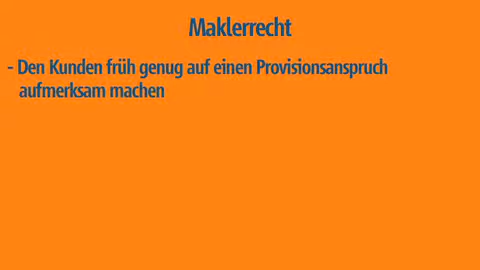 Maklerrecht
- Den Kunden früh genug auf einen Provisionsanspruch
aufmerksam machen